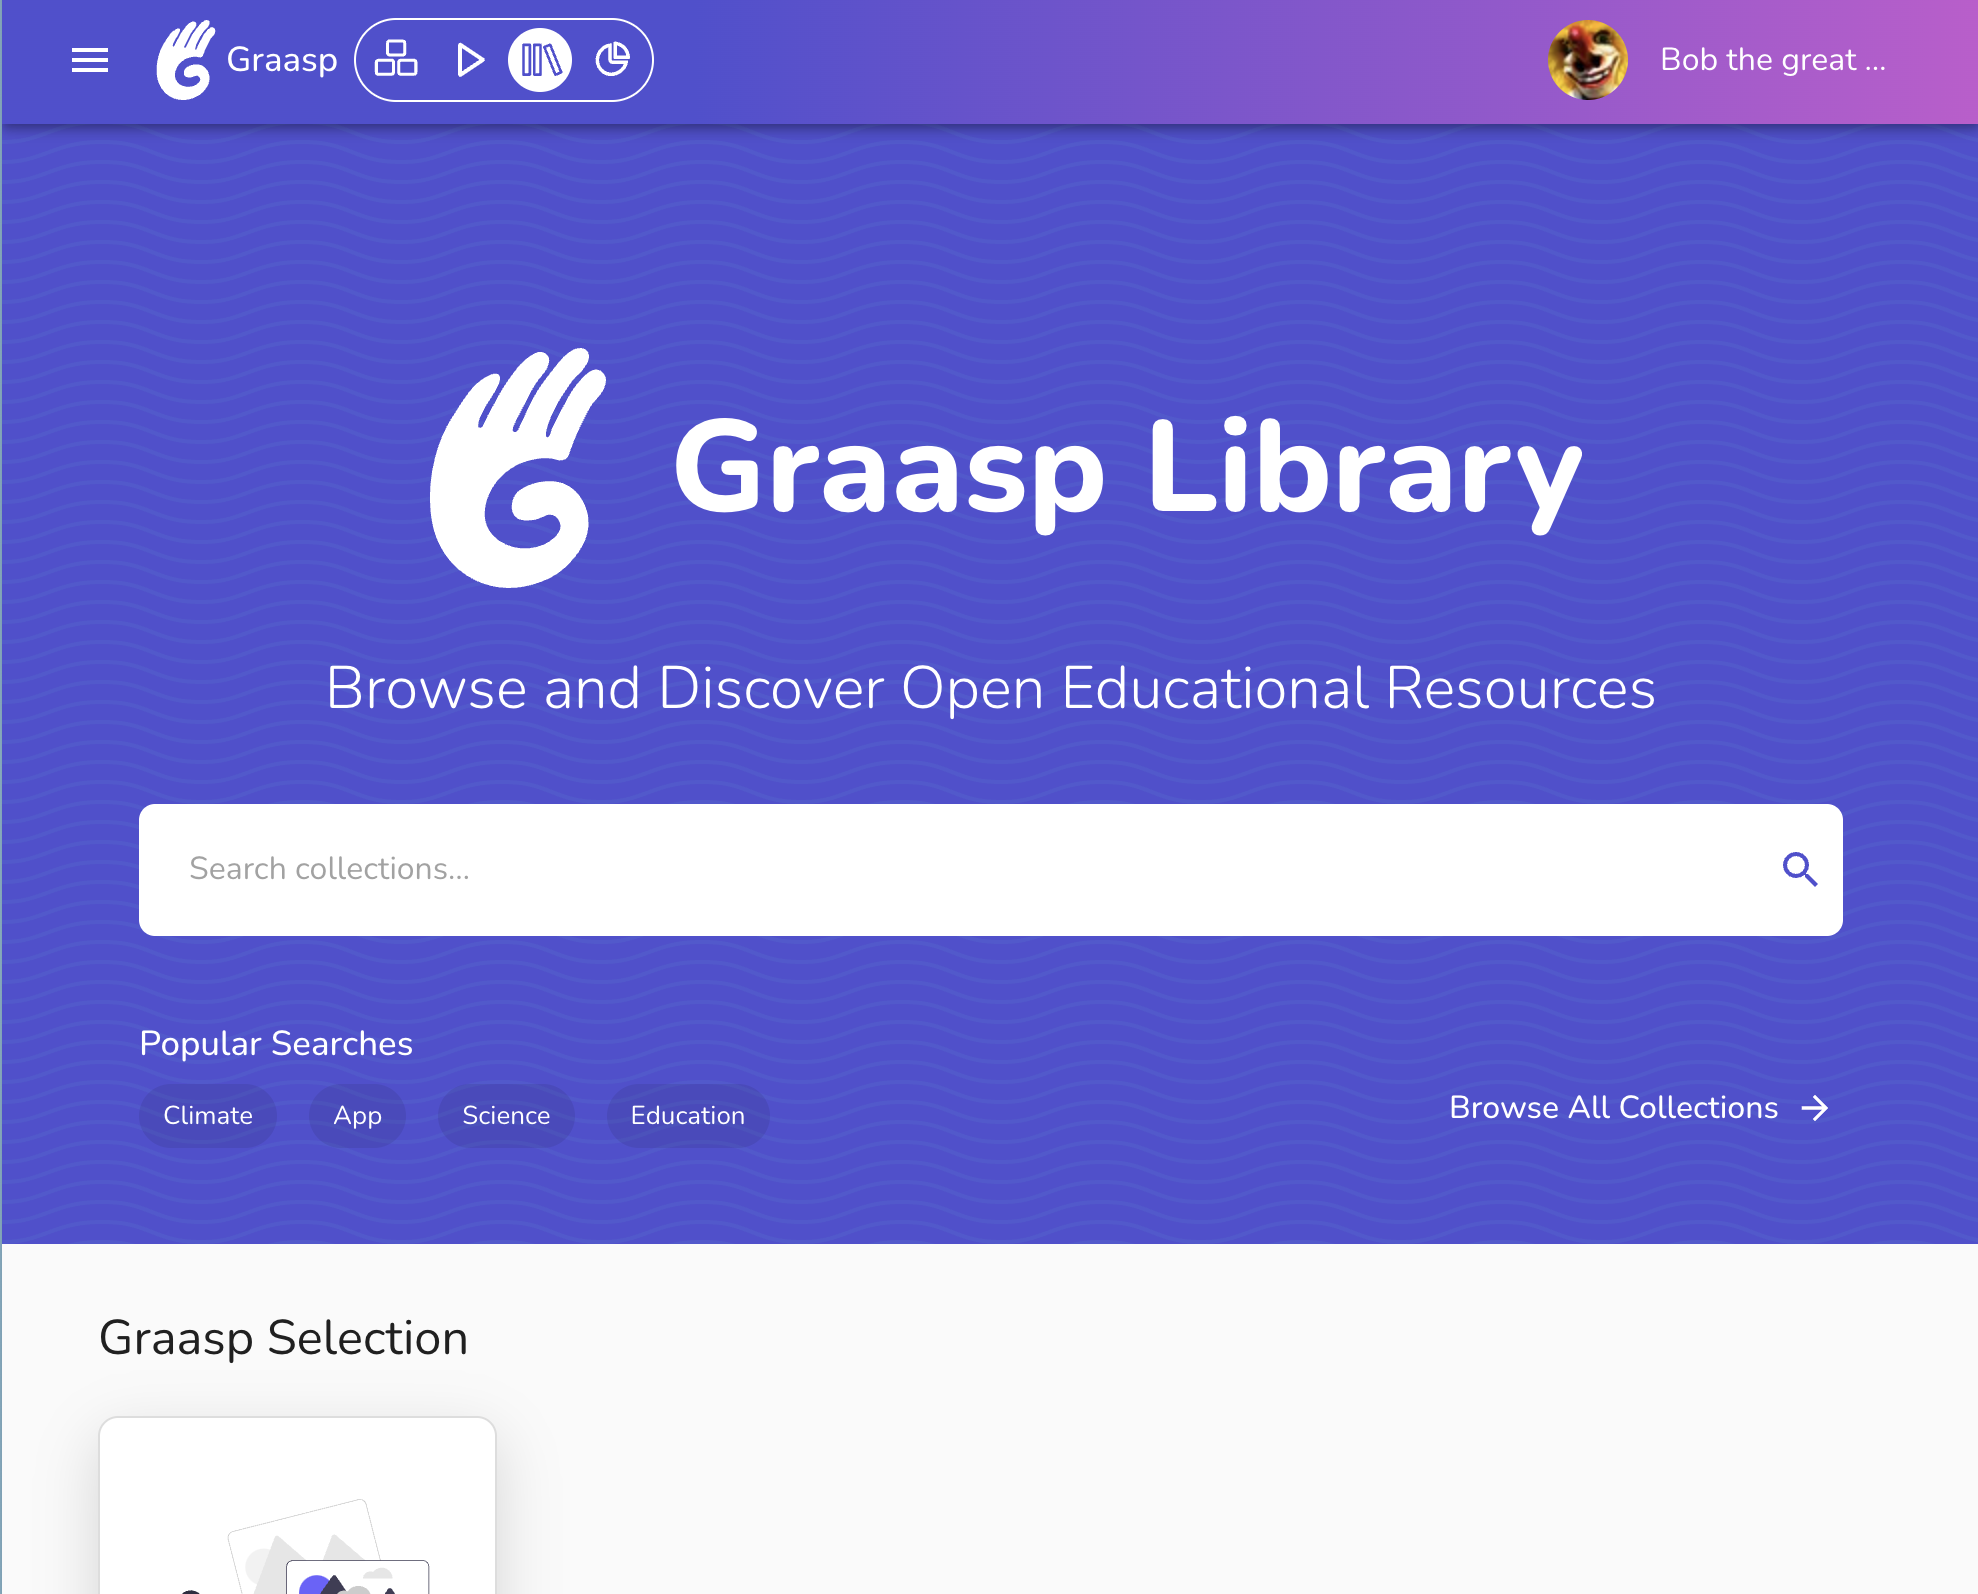 Graasp
Bob the great ...
Graasp Library
Browse and Discover Open Educational Resources
Search collections...
Popular Searches
Climate
App
Science
Education
Browse All Collections
Graasp Selection